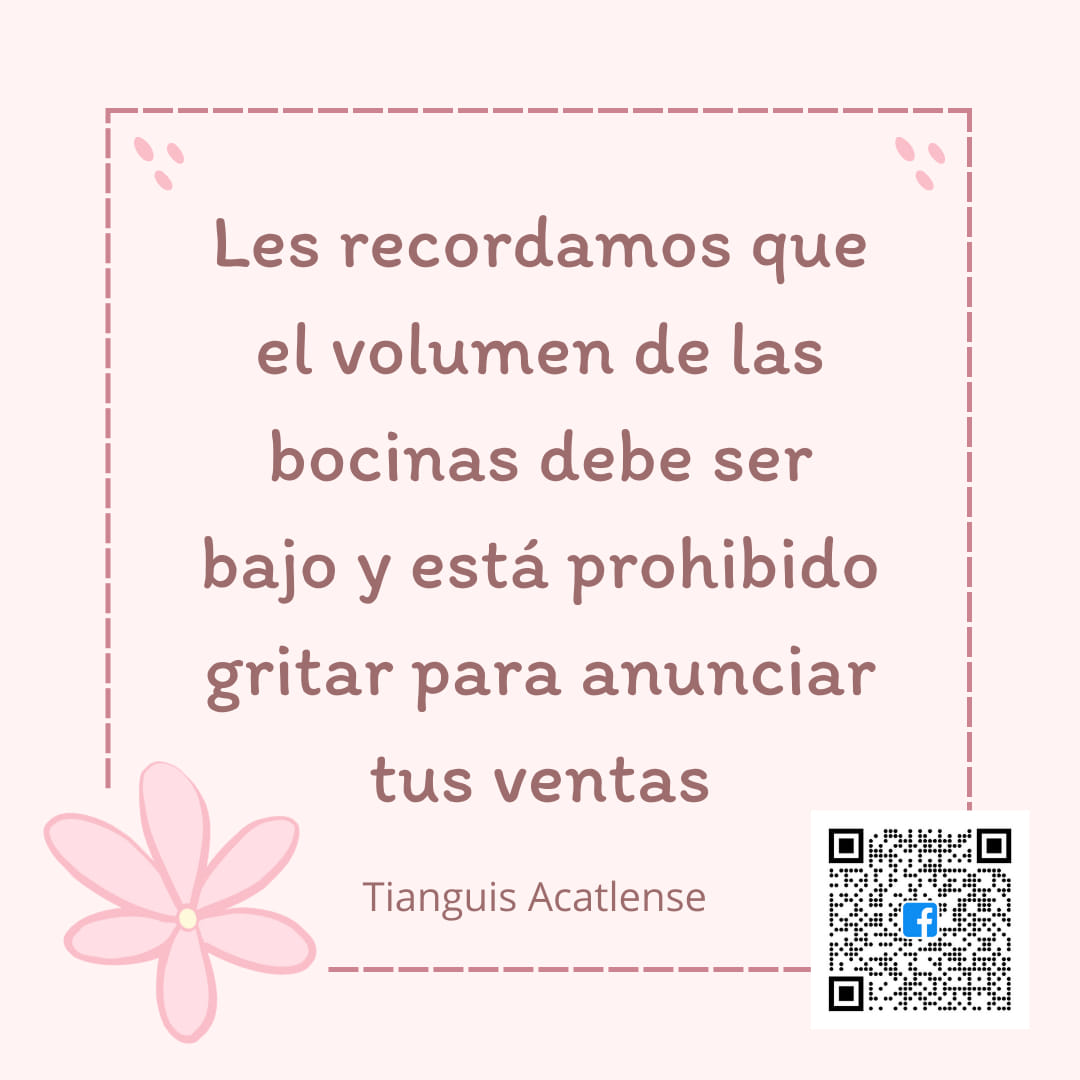 Les recordamos que
el volumen de las
bocinas debe ser
bajo y está prohibido
gritar para anunciar
tus ventas
Tianguis Acatlense